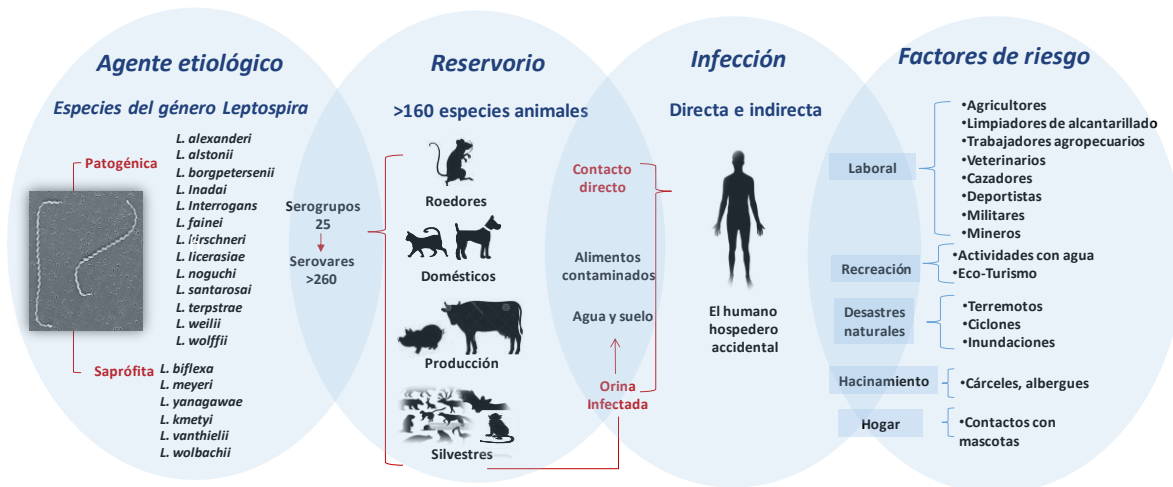 Agente etiológico
Especies del género Leptospira
Patogénica
L. alexanderi
L. alstonii
L. borgpetersenii
L. Inadai
L. Interrogans
L. fainei
L. kirschneri
L. licerasiae
L. noguchi
L. santarosai
L. terpstrae
L. weilii
L. wolffii
Saprófita
L. biflexa
L. meyeri
L. yanagawae
L. kmetyi
L. vanthielii
L. wolbachii
Serogrupos
25
Serovares
>260
Reservorio
>160 especies animales
Roedores
Domésticos
Producción
Silvestres
Contacto
directo
Alimentos
contaminados
Agua y suelo
Orina
Infectada
Infección
Directa e indirecta
El humano
hospedero
accidental
Factores de riesgo
Laboral
•Agricultores
•Limpiadores de alcantarillado
•Trabajadores agropecuarios
•Veterinarios
•Cazadores
•Deportistas
•Militares
•Mineros
Recreación
•Actividades con agua
•Eco-Turismo
Desastres
naturales
•Terremotos
•Ciclones
•Inundaciones
Hacinamiento
•Cárceles, albergues
Hogar
•Contactos con
mascotas